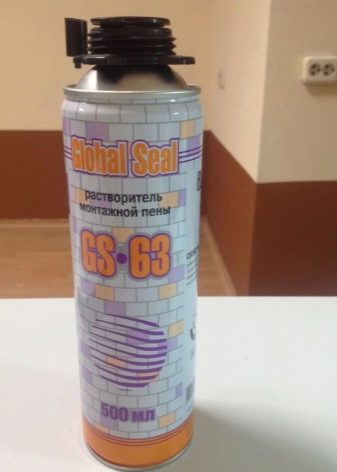 Global Seal
растворитель
монтажной пены
GS•63
500 мл